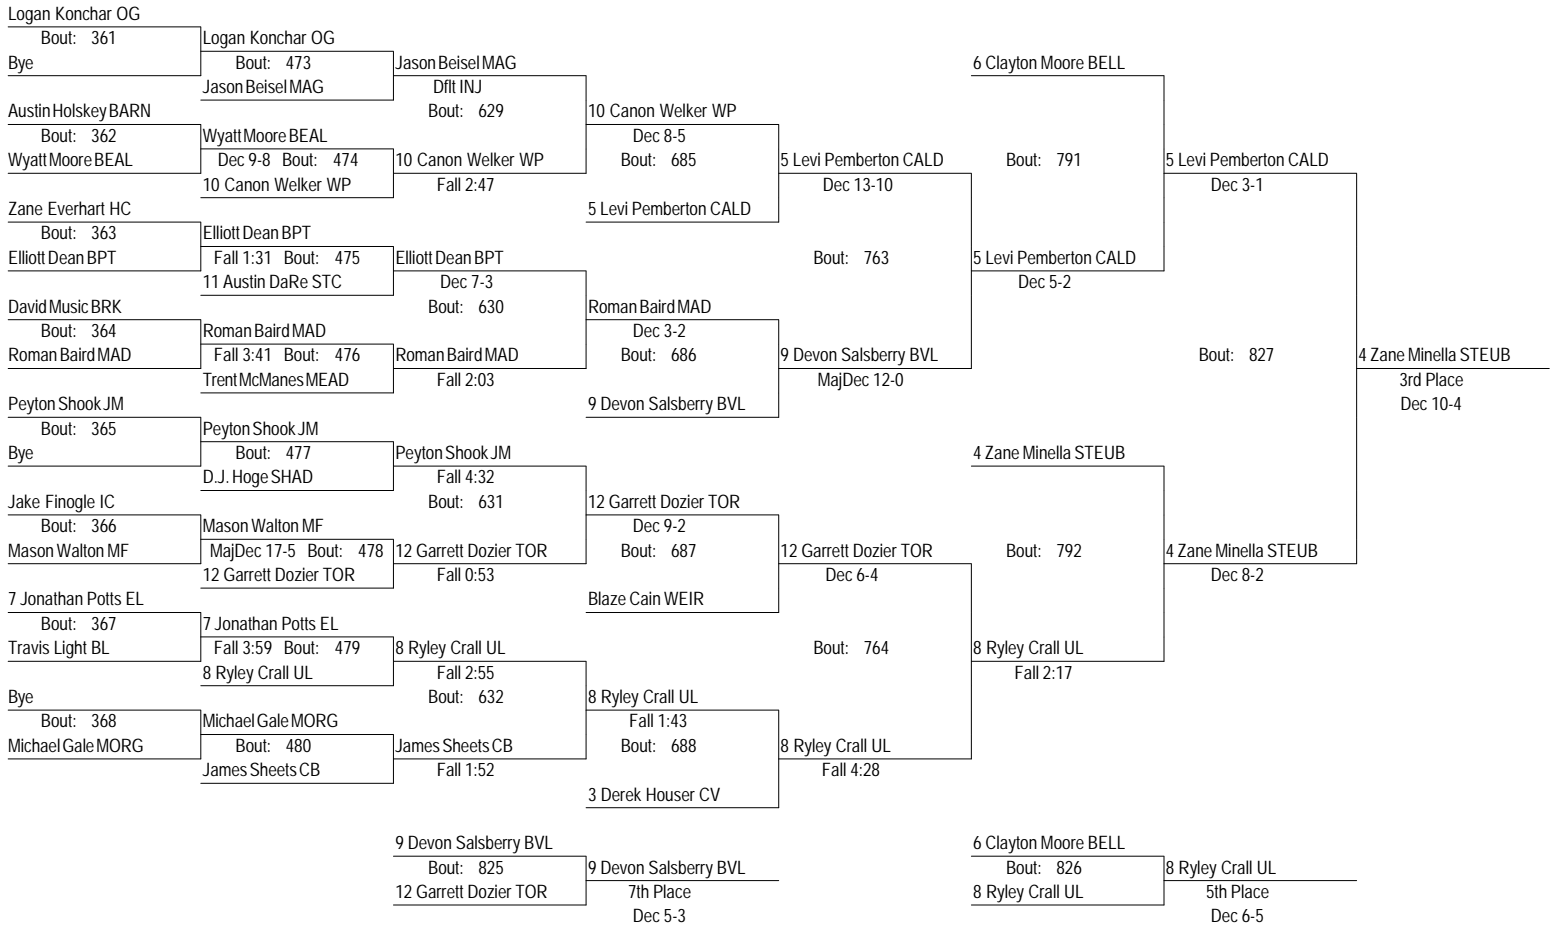 Logan Konchar OG
Bout: 361
Logan Konchar OG
Bye
Bout: 473
Jason Beisel MAG
6 Clayton Moore BELL
Jason Beisel MAG
Dflt INJ
Austin Holskey BARN
Bout: 629
10 Canon Welker WP
Bout: 362
Wyatt Moore BEAL
Dec 8-5
Wyatt Moore BEAL
Dec 9-8 Bout: 474
10 Canon Welker WP
Bout: 685
5 Levi Pemberton CALD
Bout: 791
5 Levi Pemberton CALD
10 Canon Welker WP
Fall 2:47
Dec 13-10
Dec 3-1
Zane Everhart HC
5 Levi Pemberton CALD
Bout: 363
Elliott Dean BPT
Elliott Dean BPT
Fall 1:31 Bout: 475
Elliott Dean BPT
Bout: 763
5 Levi Pemberton CALD
11 Austin DaRe STC
Dec 7-3
Dec 5-2
David Music BRK
Bout: 630
Roman Baird MAD
Bout: 364
Roman Baird MAD
Dec 3-2
Roman Baird MAD
Fall 3:41 Bout: 476
Roman Baird MAD
Bout: 686
9 Devon Salsberry BVL
Bout: 827
4 Zane Minella STEUB
Trent McManes MEAD
Fall 2:03
MajDec 12-0
3rd Place
Peyton Shook JM
9 Devon Salsberry BVL
Dec 10-4
Bout: 365
Peyton Shook JM
Bye
Bout: 477
Peyton Shook JM
4 Zane Minella STEUB
D.J. Hoge SHAD
Fall 4:32
Jake Finogle IC
Bout: 631
12 Garrett Dozier TOR
Bout: 366
Mason Walton MF
Dec 9-2
Mason Walton MF
MajDec 17-5 Bout: 478
12 Garrett Dozier TOR
Bout: 687
12 Garrett Dozier TOR
Bout: 792
4 Zane Minella STEUB
12 Garrett Dozier TOR
Fall 0:53
Dec 6-4
Dec 8-2
7 Jonathan Potts EL
Blaze Cain WEIR
Bout: 367
7 Jonathan Potts EL
Travis Light BL
Fall 3:59 Bout: 479
8 Ryley Crall UL
Bout: 764
8 Ryley Crall UL
8 Ryley Crall UL
Fall 2:55
Fall 2:17
Bye
Bout: 632
8 Ryley Crall UL
Bout: 368
Michael Gale MORG
Fall 1:43
Michael Gale MORG
Bout: 480
James Sheets CB
Bout: 688
8 Ryley Crall UL
James Sheets CB
Fall 1:52
Fall 4:28
3 Derek Houser CV
9 Devon Salsberry BVL
6 Clayton Moore BELL
Bout: 825
9 Devon Salsberry BVL
Bout: 826
8 Ryley Crall UL
12 Garrett Dozier TOR
7th Place
8 Ryley Crall UL
5th Place
Dec 5-3
Dec 6-5